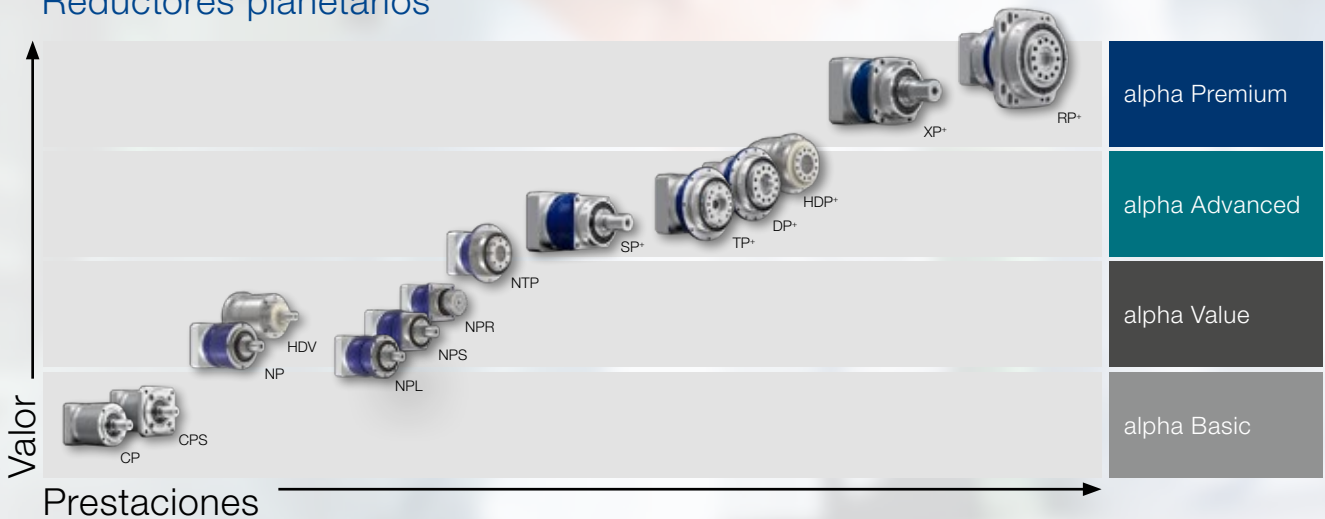 Reductores planetarios
alpha Premium
XP+
RP+
alpha Advanced
HDP+
DP+
TP+
SP+
NTP
alpha Value
NPR
HDV
NPS
NP
NPL
alpha Basic
CPS
CP
Valor
Prestaciones